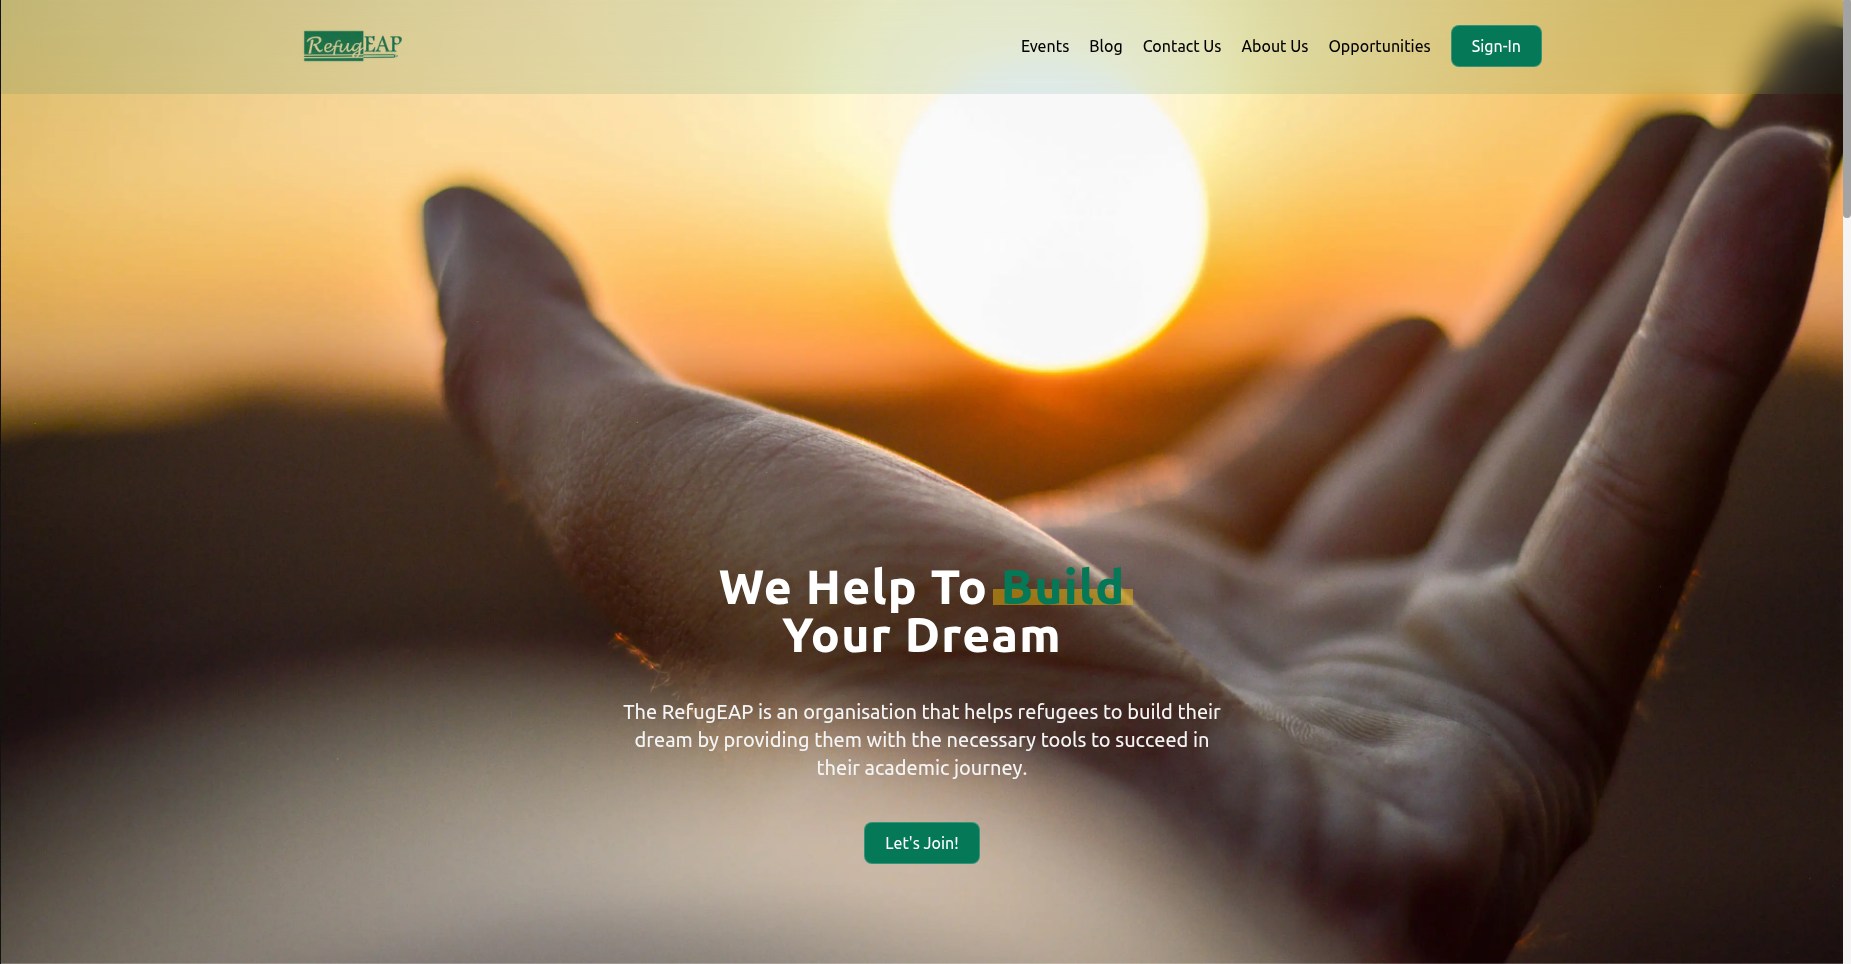 RefugEAP
Events Blog Contact Us About Us Opportunities Sign-In
We Help To Build
Your Dream
The RefugEAP is an organisation that helps refugees to build their
dream by providing them with the necessary tools to succeed in
their academic journey.
Let's Join!